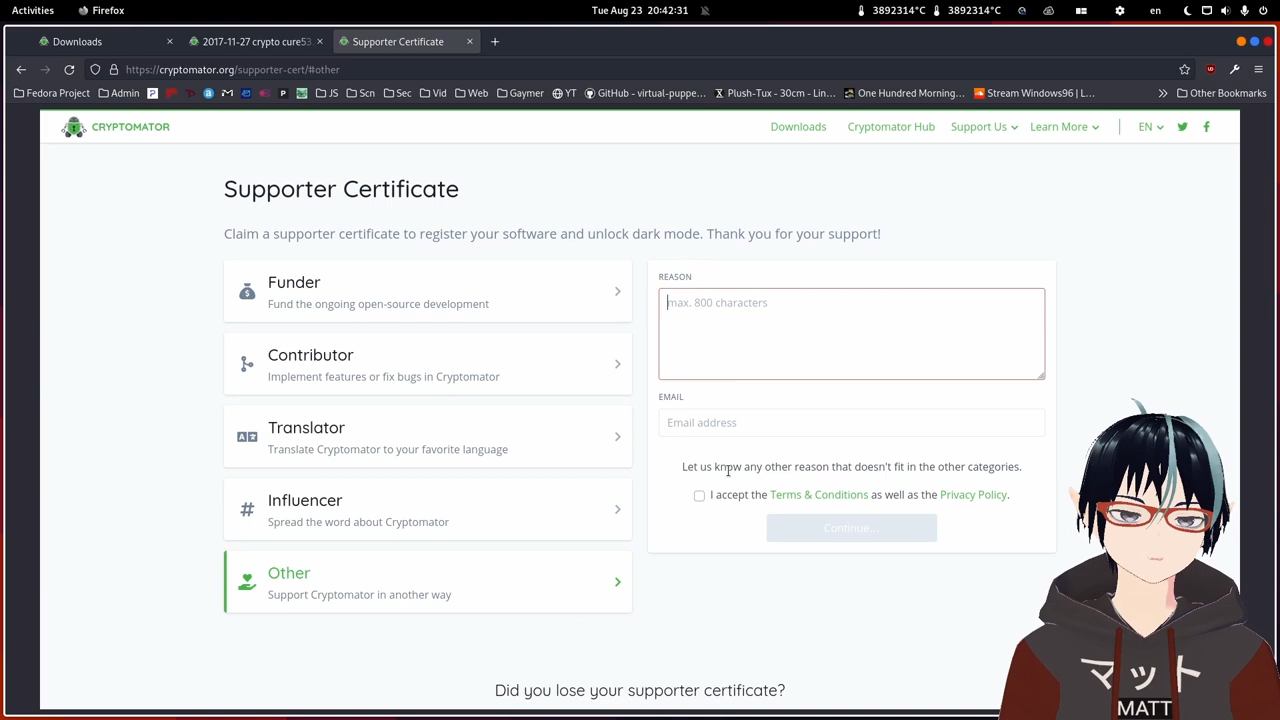 Activities
Firefox
Tue Aug 23 20:42:31
3892314°C
3892314°C
en
Downloads
2017-11-27 crypto cure53
Supporter Certificate
https://cryptomator.org/supporter-cert/#other
Fedora Project
Admin
JS
Scn
Sec
Vid
Web
Gaymer
YT
GitHub - virtual-puppe...
Plush-Tux - 30cm - Lin...
One Hundred Morning...
Stream Windows96 | L...
Other Bookmarks
CRYPTOMATOR
Downloads
Cryptomator Hub
Support Us
Learn More
EN
Supporter Certificate
Claim a supporter certificate to register your software and unlock dark mode. Thank you for your support!
Funder
Fund the ongoing open-source development
Contributor
Implement features or fix bugs in Cryptomator
Translator
Translate Cryptomator to your favorite language
Influencer
Spread the word about Cryptomator
Other
Support Cryptomator in another way
REASON
max. 800 characters
EMAIL
Email address
Let us know any other reason that doesn't fit in the other categories.
I accept the Terms & Conditions as well as the Privacy Policy.
Continue...
Did you lose your supporter certificate?
マット
MATT